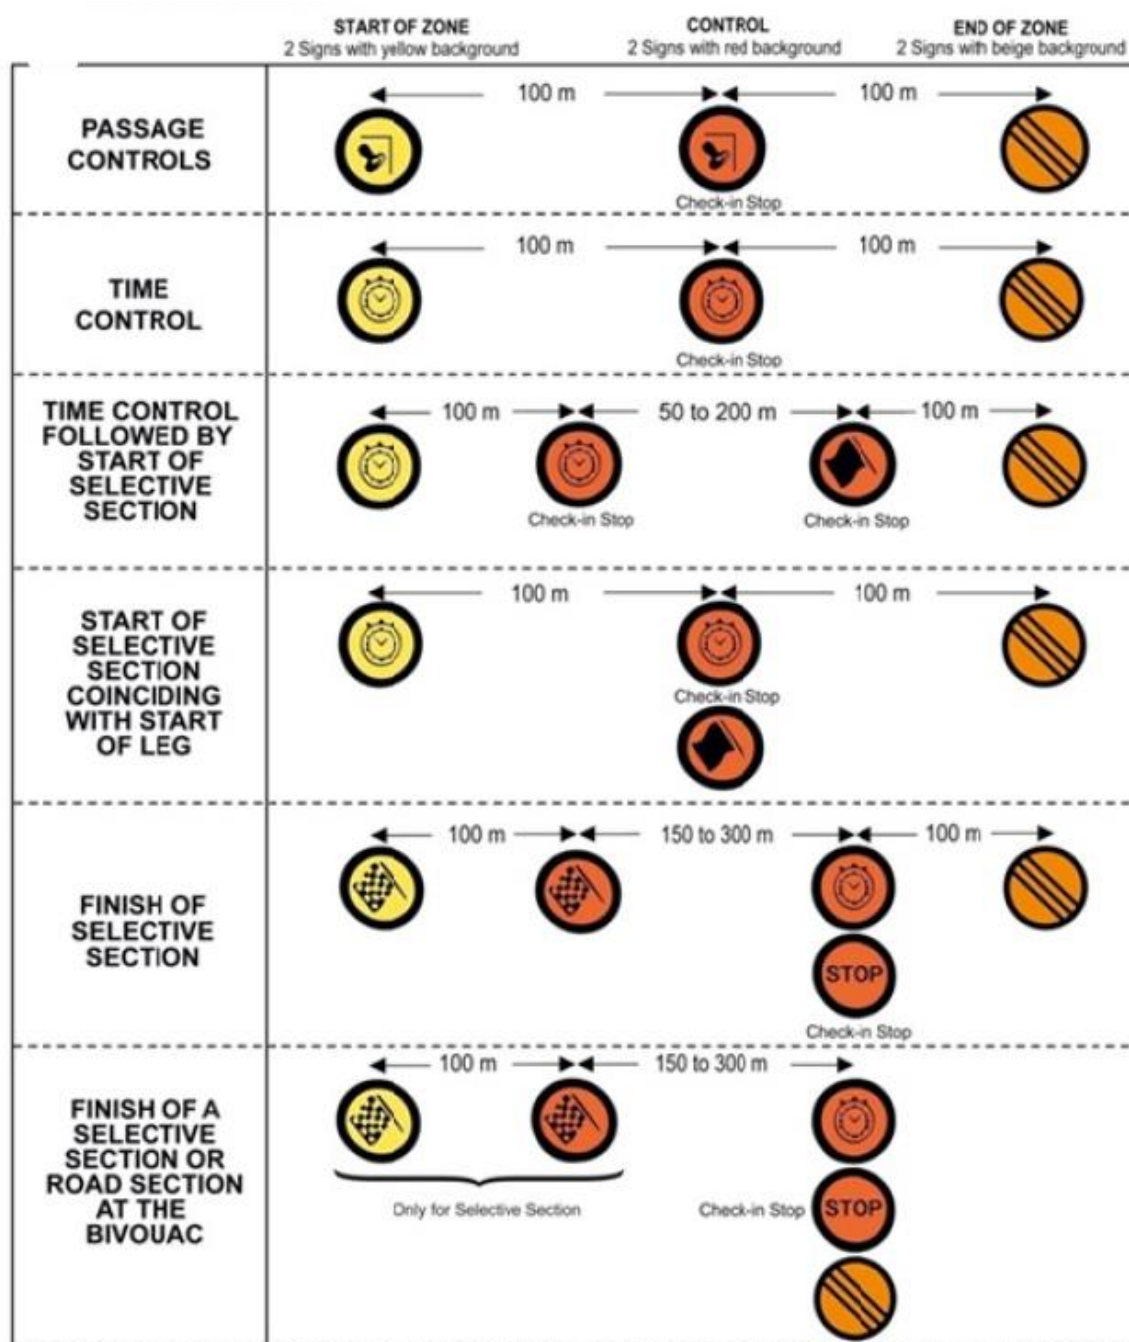 START OF ZONE
2 Signs with yellow background
CONTROL
2 Signs with red background
END OF ZONE
2 Signs with beige background
PASSAGE
CONTROLS
100 m
100 m
Check-in Stop
TIME
CONTROL
100 m
100 m
Check-in Stop
TIME CONTROL
FOLLOWED BY
START OF
SELECTIVE
SECTION
100 m
50 to 200 m
100 m
Check-in Stop
Check-in Stop
START OF
SELECTIVE
SECTION
COINCIDING
WITH START
OF LEG
100 m
100 m
Check-in Stop
FINISH OF
SELECTIVE
SECTION
100 m
150 to 300 m
100 m
STOP
Check-in Stop
FINISH OF A
SELECTIVE
SECTION OR
ROAD SECTION
AT THE
BIVOUAC
100 m
150 to 300 m
Only for Selective Section
Check-in Stop
STOP